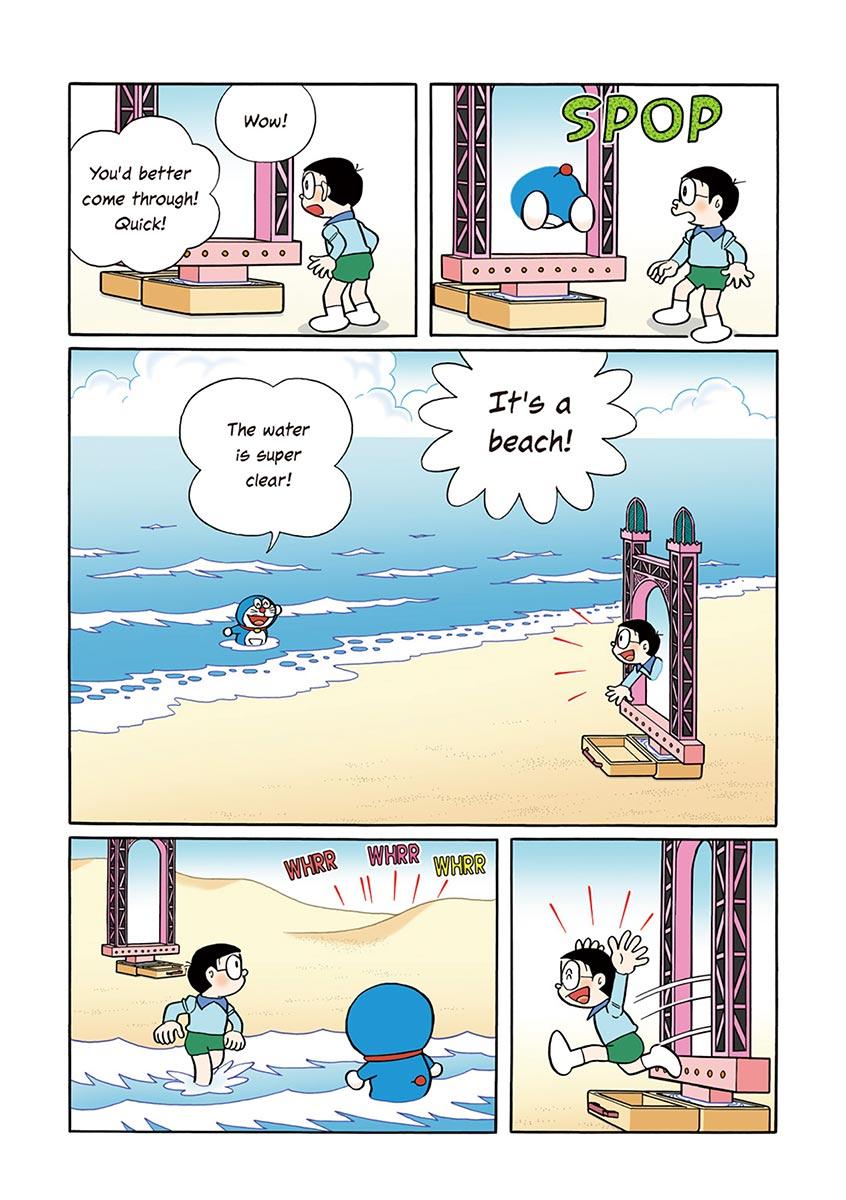 SPOP
Wow!
You'd better
come through!
Quick!
It's a
beach!
The water
is super
clear!
WHRR
WHRR
WHRR